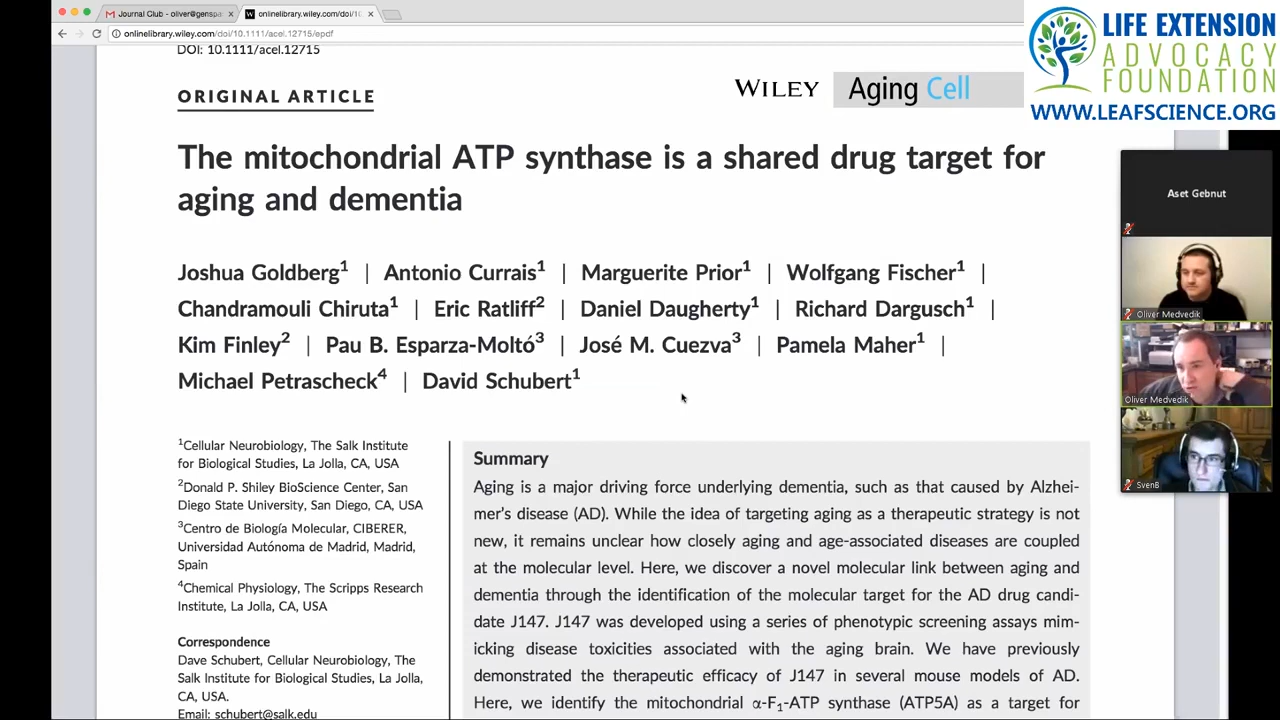 Journal Club - oliver@genspa
onlinelibrary.wiley.com/doi/1
onlinelibrary.wiley.com/doi/10.1111/acel.12715/epdf
LIFE EXTENSION
ADVOCACY
FOUNDATION
WWW.LEAFSCIENCE.ORG
DOI: 10.1111/acel.12715
ORIGINAL ARTICLE
WILEY Aging Cell
The mitochondrial ATP synthase is a shared drug target for
aging and dementia
Joshua Goldberg1 | Antonio Currais1 | Marguerite Prior1 | Wolfgang Fischer1 |
Chandramouli Chiruta1 | Eric Ratliff2 | Daniel Daugherty1 | Richard Dargusch1 |
Kim Finley2 | Pau B. Esparza-Moltó3 | José M. Cuezva3 | Pamela Maher1 |
Michael Petrascheck4 | David Schubert1
1Cellular Neurobiology, The Salk Institute
for Biological Studies, La Jolla, CA, USA
2Donald P. Shiley BioScience Center, San
Diego State University, San Diego, CA, USA
3Centro de Biología Molecular, CIBERER,
Universidad Autónoma de Madrid, Madrid,
Spain
4Chemical Physiology, The Scripps Research
Institute, La Jolla, CA, USA
Correspondence
Dave Schubert, Cellular Neurobiology, The
Salk Institute for Biological Studies, La Jolla,
CA, USA.
Email: schubert@salk.edu
Summary
Aging is a major driving force underlying dementia, such as that caused by Alzhei-
mer's disease (AD). While the idea of targeting aging as a therapeutic strategy is not
new, it remains unclear how closely aging and age-associated diseases are coupled
at the molecular level. Here, we discover a novel molecular link between aging and
dementia through the identification of the molecular target for the AD drug candi-
date J147. J147 was developed using a series of phenotypic screening assays mim-
icking disease toxicities associated with the aging brain. We have previously
demonstrated the therapeutic efficacy of J147 in several mouse models of AD.
Here, we identify the mitochondrial α-F1-ATP synthase (ATP5A) as a target for
Aset Gebnut
Oliver Medvedik
Oliver Medvedik
SvenB